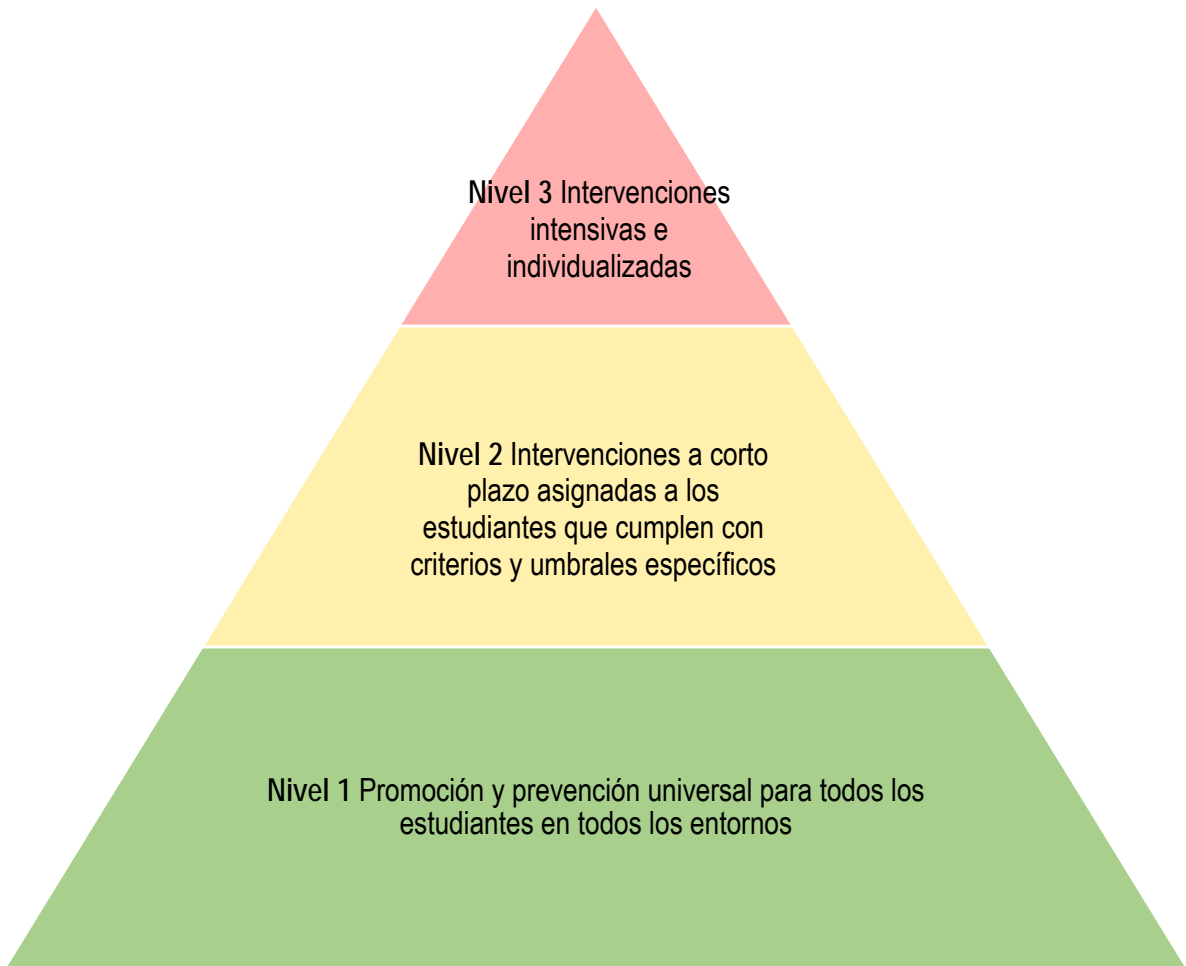 Nivel 3 Intervenciones
intensivas e
individualizadas
Nivel 2 Intervenciones a corto
plazo asignadas a los
estudiantes que cumplen con
criterios y umbrales específicos
Nivel 1 Promoción y prevención universal para todos los
estudiantes en todos los entornos